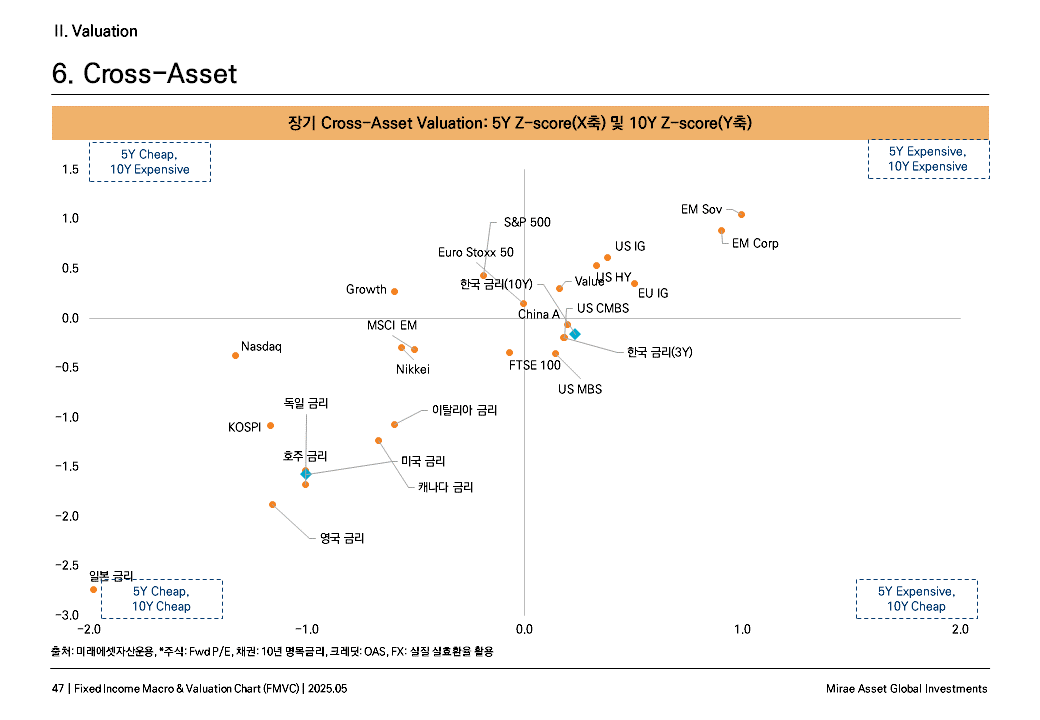 II. Valuation
6. Cross-Asset
장기 Cross-Asset Valuation: 5Y Z-score(X축) 및 10Y Z-score(Y축)
5Y Cheap,
10Y Expensive
5Y Expensive,
10Y Expensive
1.5
1.0
0.5
0.0
-0.5
-1.0
-1.5
-2.0
-2.5
-3.0
EM Sov
EM Corp
S&P 500
Euro Stoxx 50
US IG
한국 금리(10Y)
Value
US HY
EU IG
Growth
China A
US CMBS
MSCI EM
Nasdaq
Nikkei
FTSE 100
한국 금리(3Y)
US MBS
독일 금리
이탈리아 금리
KOSPI
호주 금리
미국 금리
캐나다 금리
영국 금리
일본 금리
5Y Cheap,
10Y Cheap
5Y Expensive,
10Y Cheap
-2.0
-1.0
0.0
1.0
2.0
출처: 미래에셋자산운용, *주식: Fwd P/E, 채권: 10년 명목금리, 크레딧: OAS, FX: 실질 실효환율 활용
47 | Fixed Income Macro & Valuation Chart (FMVC) | 2025.05
Mirae Asset Global Investments